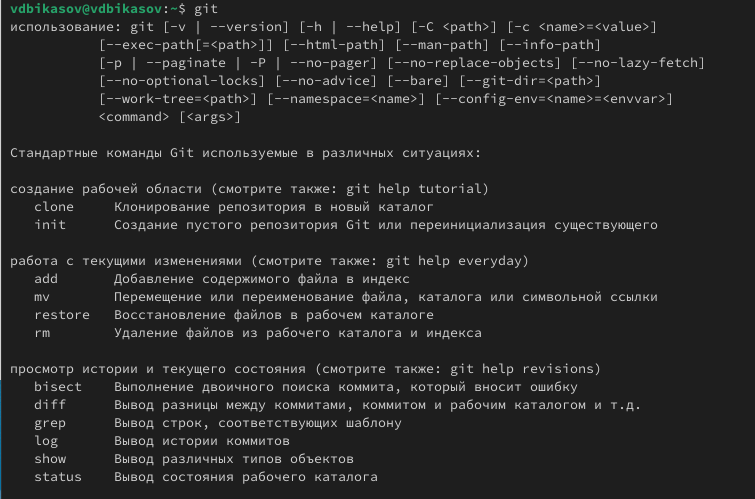 vdbikasov@vdbikasov:~$ git
использование: git [-v | --version] [-h | --help] [-C <path>] [-c <name>=<value>]
           [--exec-path[=<path>]] [--html-path] [--man-path] [--info-path]
           [-p | --paginate | -P | --no-pager] [--no-replace-objects] [--no-lazy-fetch]
           [--no-optional-locks] [--no-advice] [--bare] [--git-dir=<path>]
           [--work-tree=<path>] [--namespace=<name>] [--config-env=<name>=<envvar>]
           <command> [<args>]

Стандартные команды Git используемые в различных ситуациях:

создание рабочей области (смотрите также: git help tutorial)
   clone     Клонирование репозитория в новый каталог
   init      Создание пустого репозитория Git или переинициализация существующего

работа с текущими изменениями (смотрите также: git help everyday)
   add       Добавление содержимого файла в индекс
   mv        Перемещение или переименование файла, каталога или символьной ссылки
   restore   Восстановление файлов в рабочем каталоге
   rm        Удаление файлов из рабочего каталога и индекса

просмотр истории и текущего состояния (смотрите также: git help revisions)
   bisect    Выполнение двоичного поиска коммита, который вносит ошибку
   diff      Вывод разницы между коммитами, коммитом и рабочим каталогом и т.д.
   grep      Вывод строк, соответствующих шаблону
   log       Вывод истории коммитов
   show      Вывод различных типов объектов
   status    Вывод состояния рабочего каталога